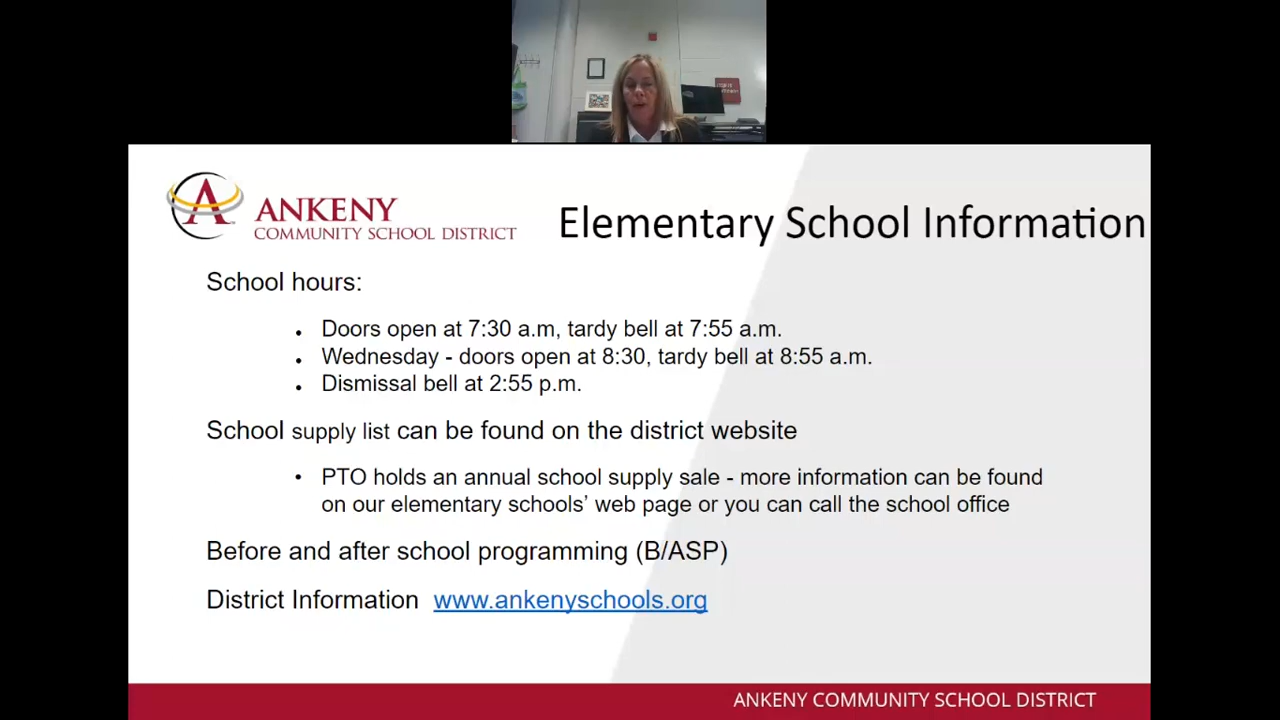 ANKENY
COMMUNITY SCHOOL DISTRICT
Elementary School Information
School hours:
• Doors open at 7:30 a.m, tardy bell at 7:55 a.m.
• Wednesday - doors open at 8:30, tardy bell at 8:55 a.m.
• Dismissal bell at 2:55 p.m.
School supply list can be found on the district website
• PTO holds an annual school supply sale - more information can be found
on our elementary schools' web page or you can call the school office
Before and after school programming (B/ASP)
District Information www.ankenyschools.org
ANKENY COMMUNITY SCHOOL DISTRICT